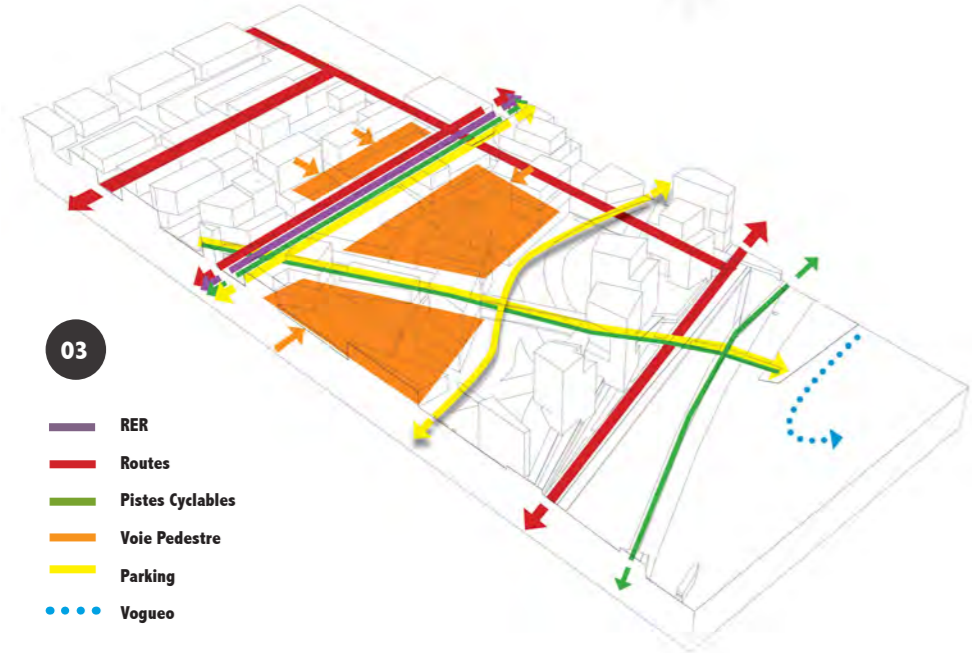 03
RER
Routes
Pistes Cyclables
Voie Pedestre
Parking
Vogueo